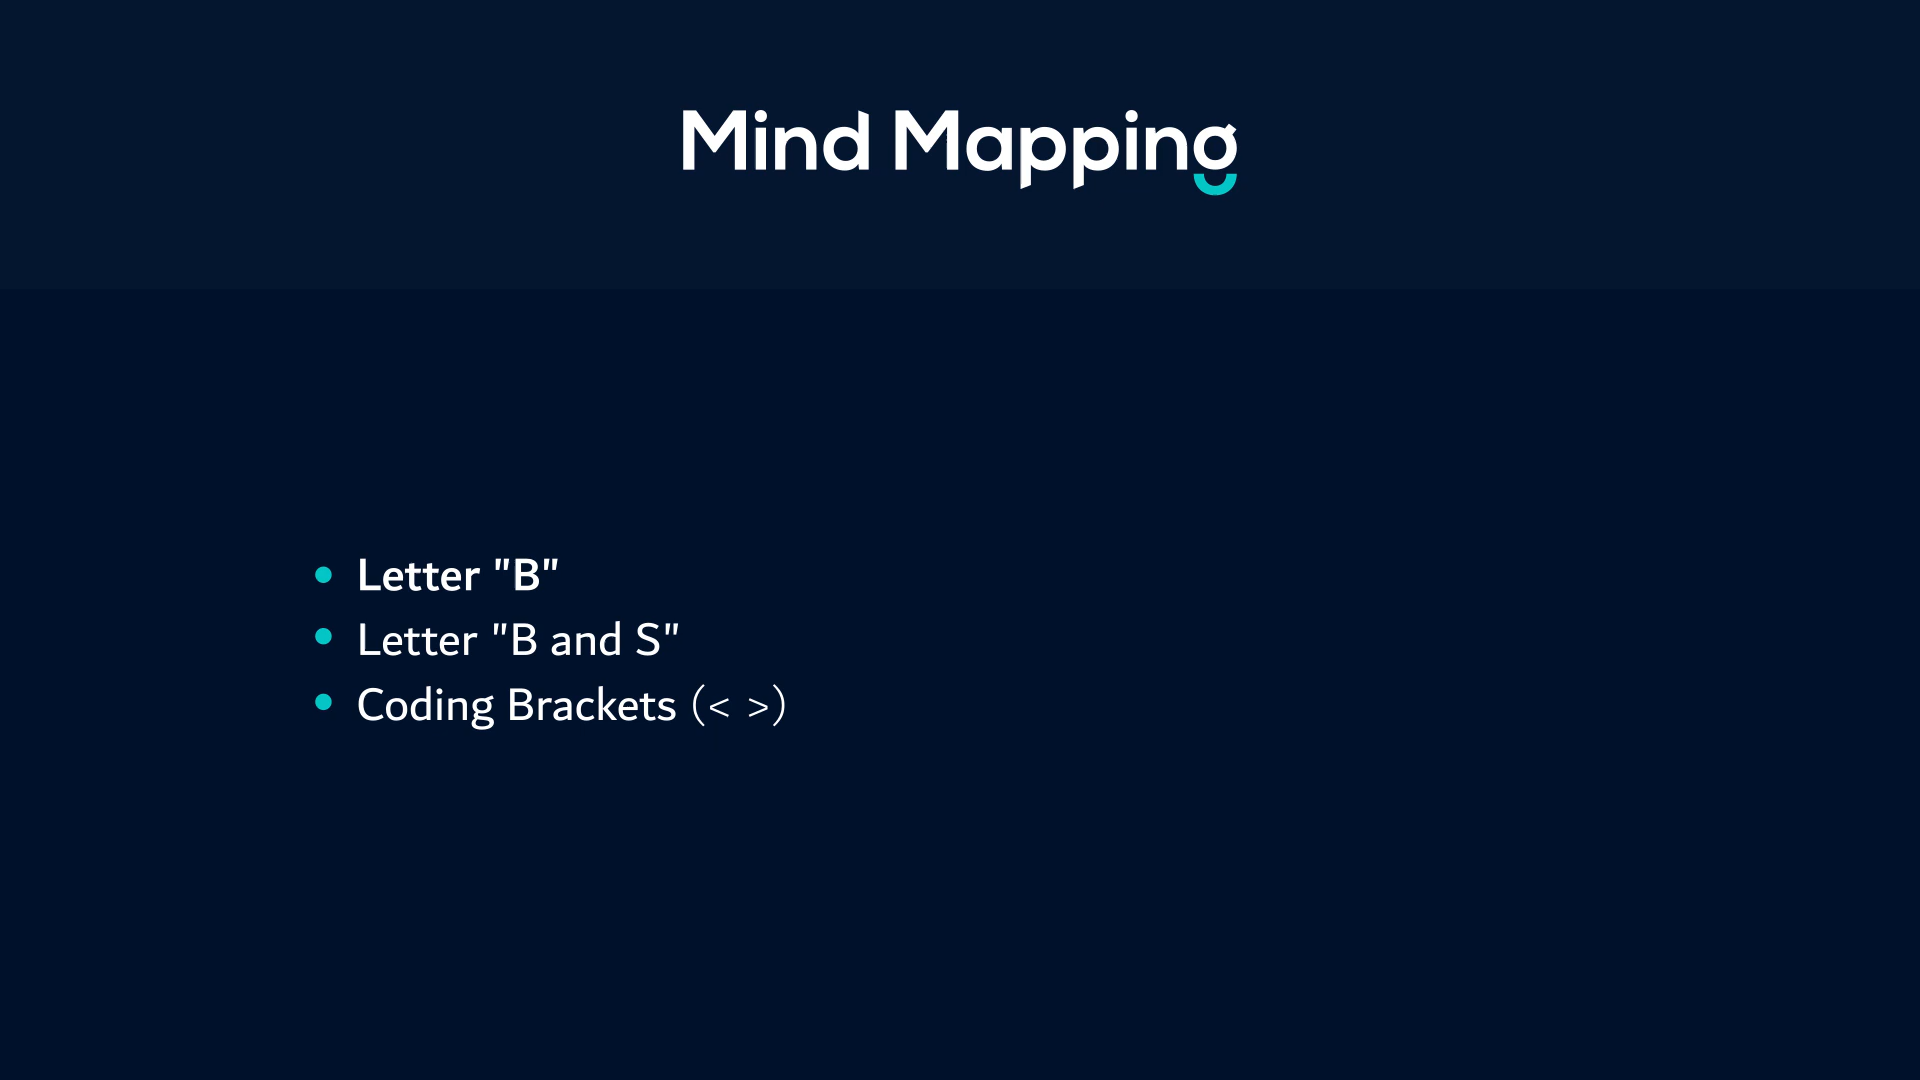 Mind Mapping
Letter "B"
Letter "B and S"
Coding Brackets (< >)